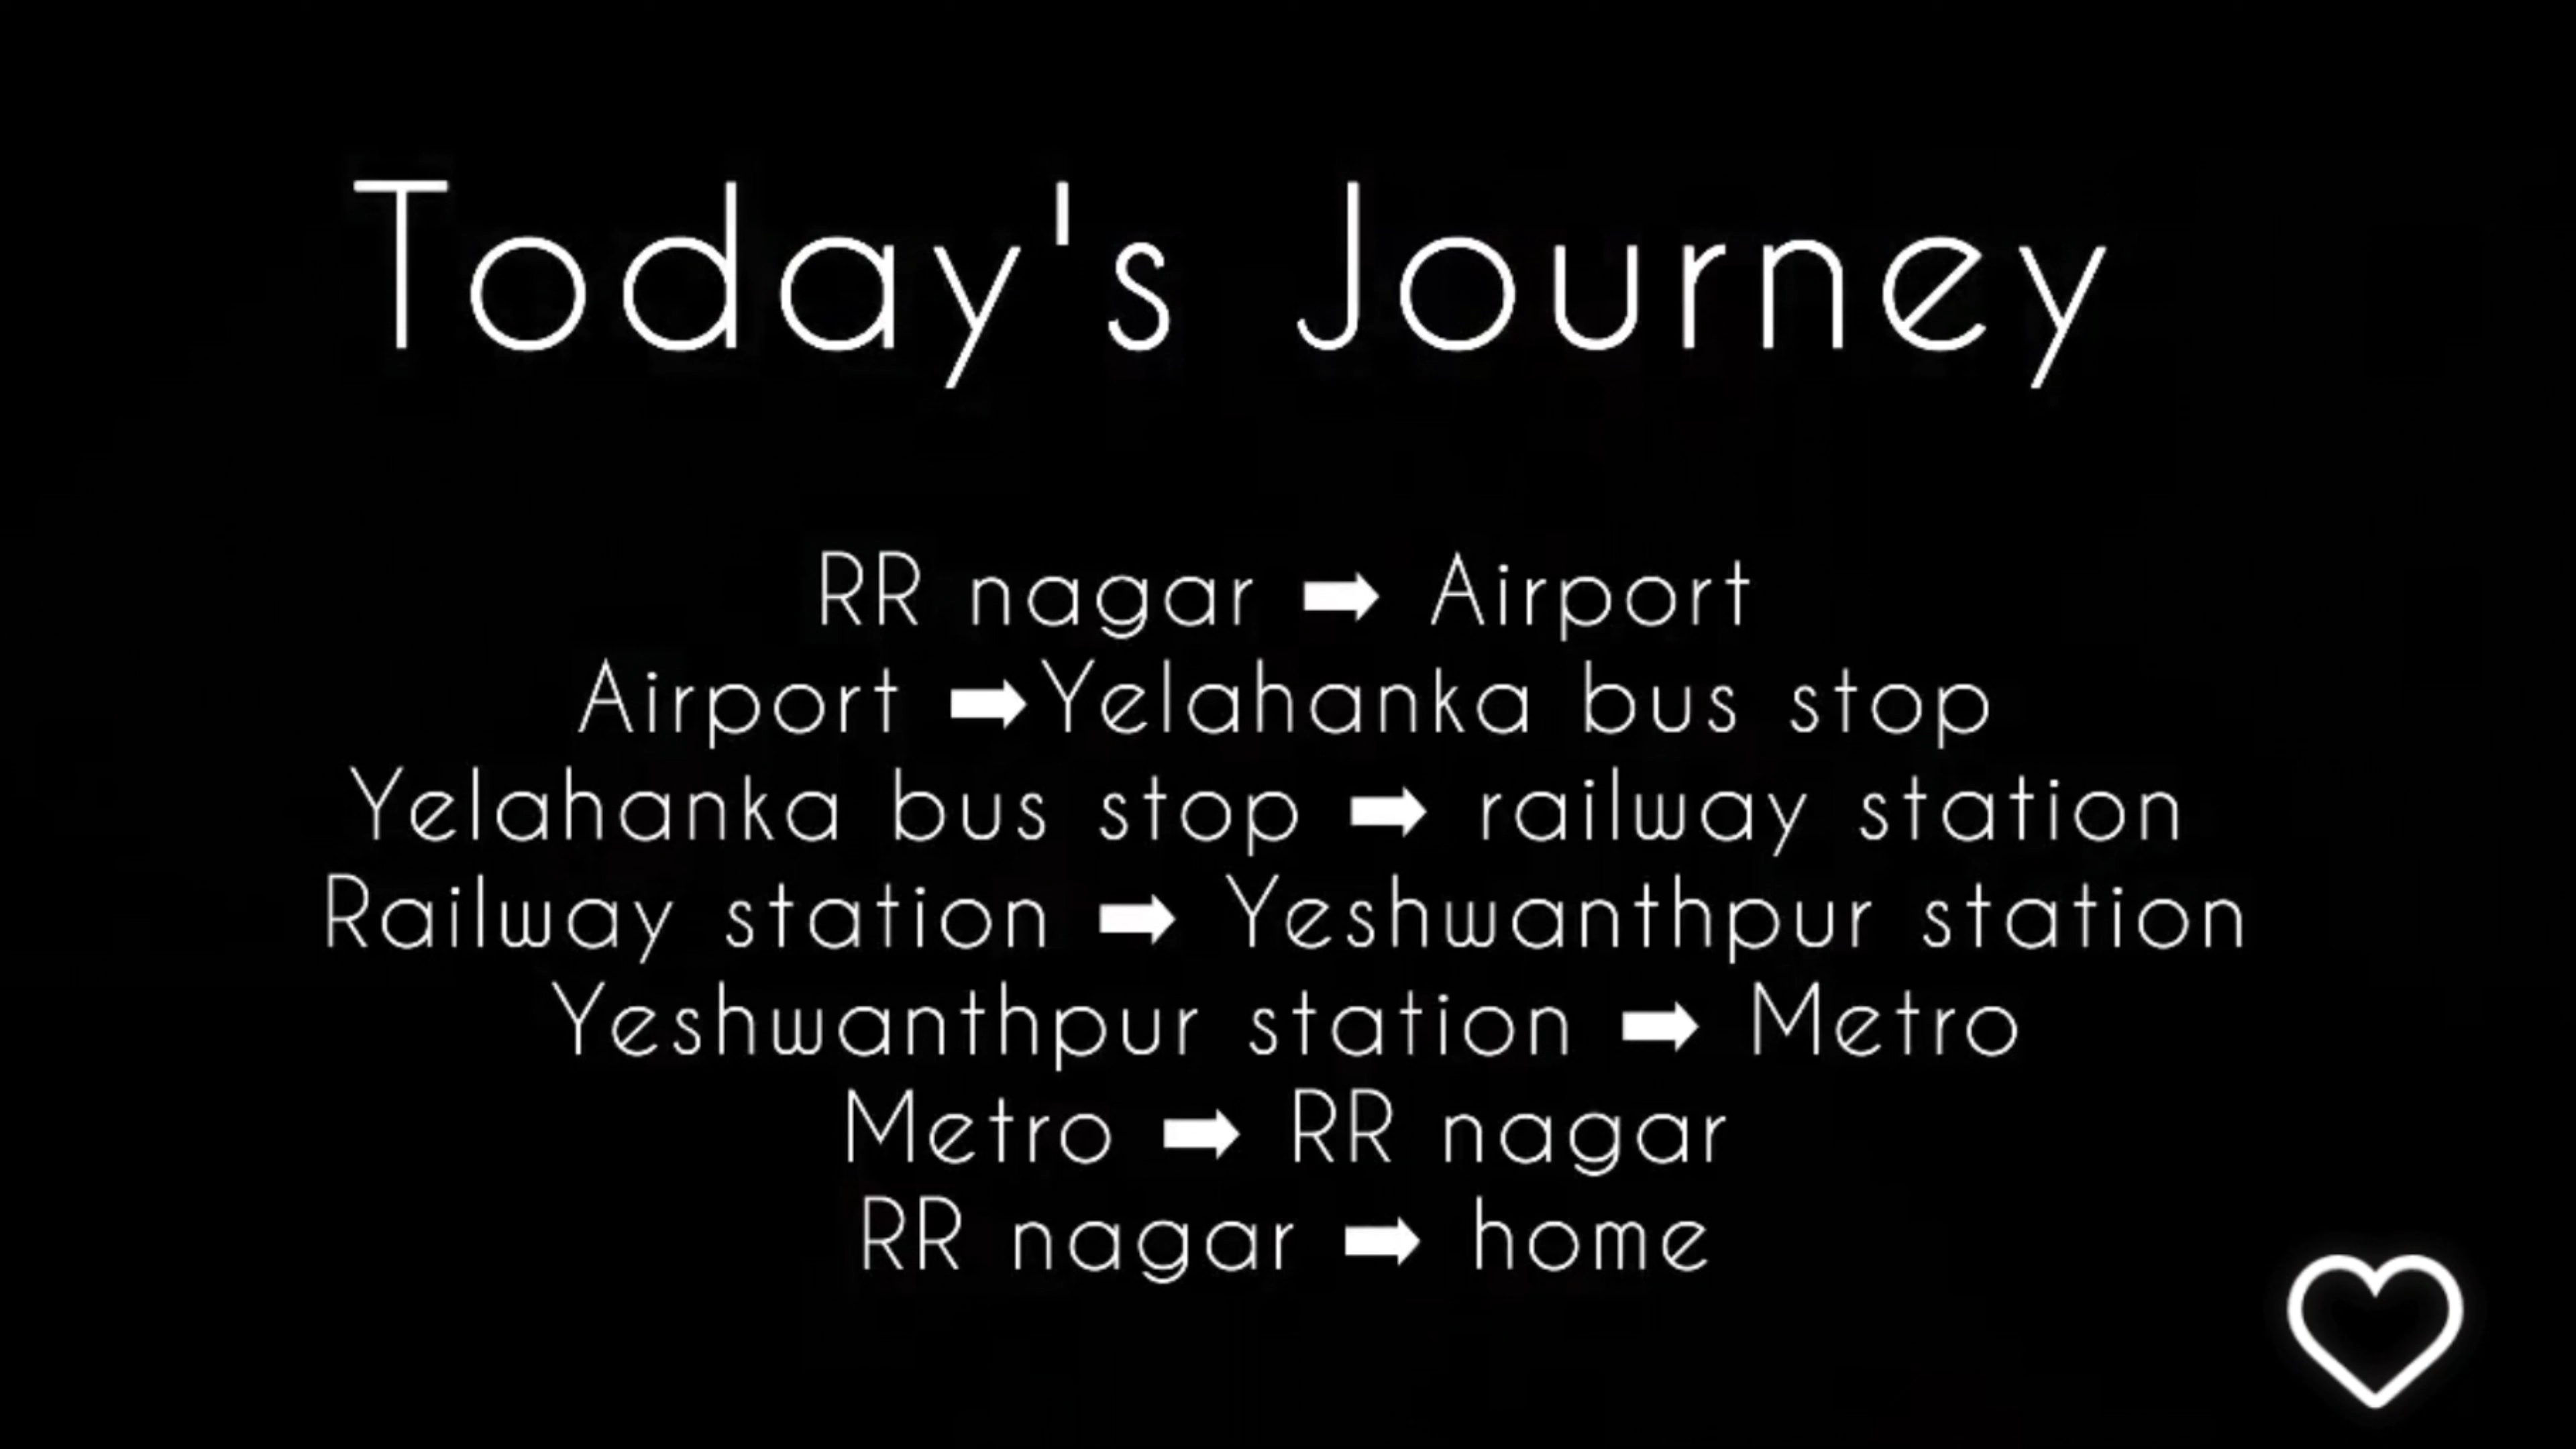 Today's Journey
RR nagar ➡ Airport
Airport ➡Yelahanka bus stop
Yelahanka bus stop ➡ railway station
Railway station ➡ Yeshwanthpur station
Yeshwanthpur station ➡ Metro
Metro ➡ RR nagar
RR nagar ➡ home